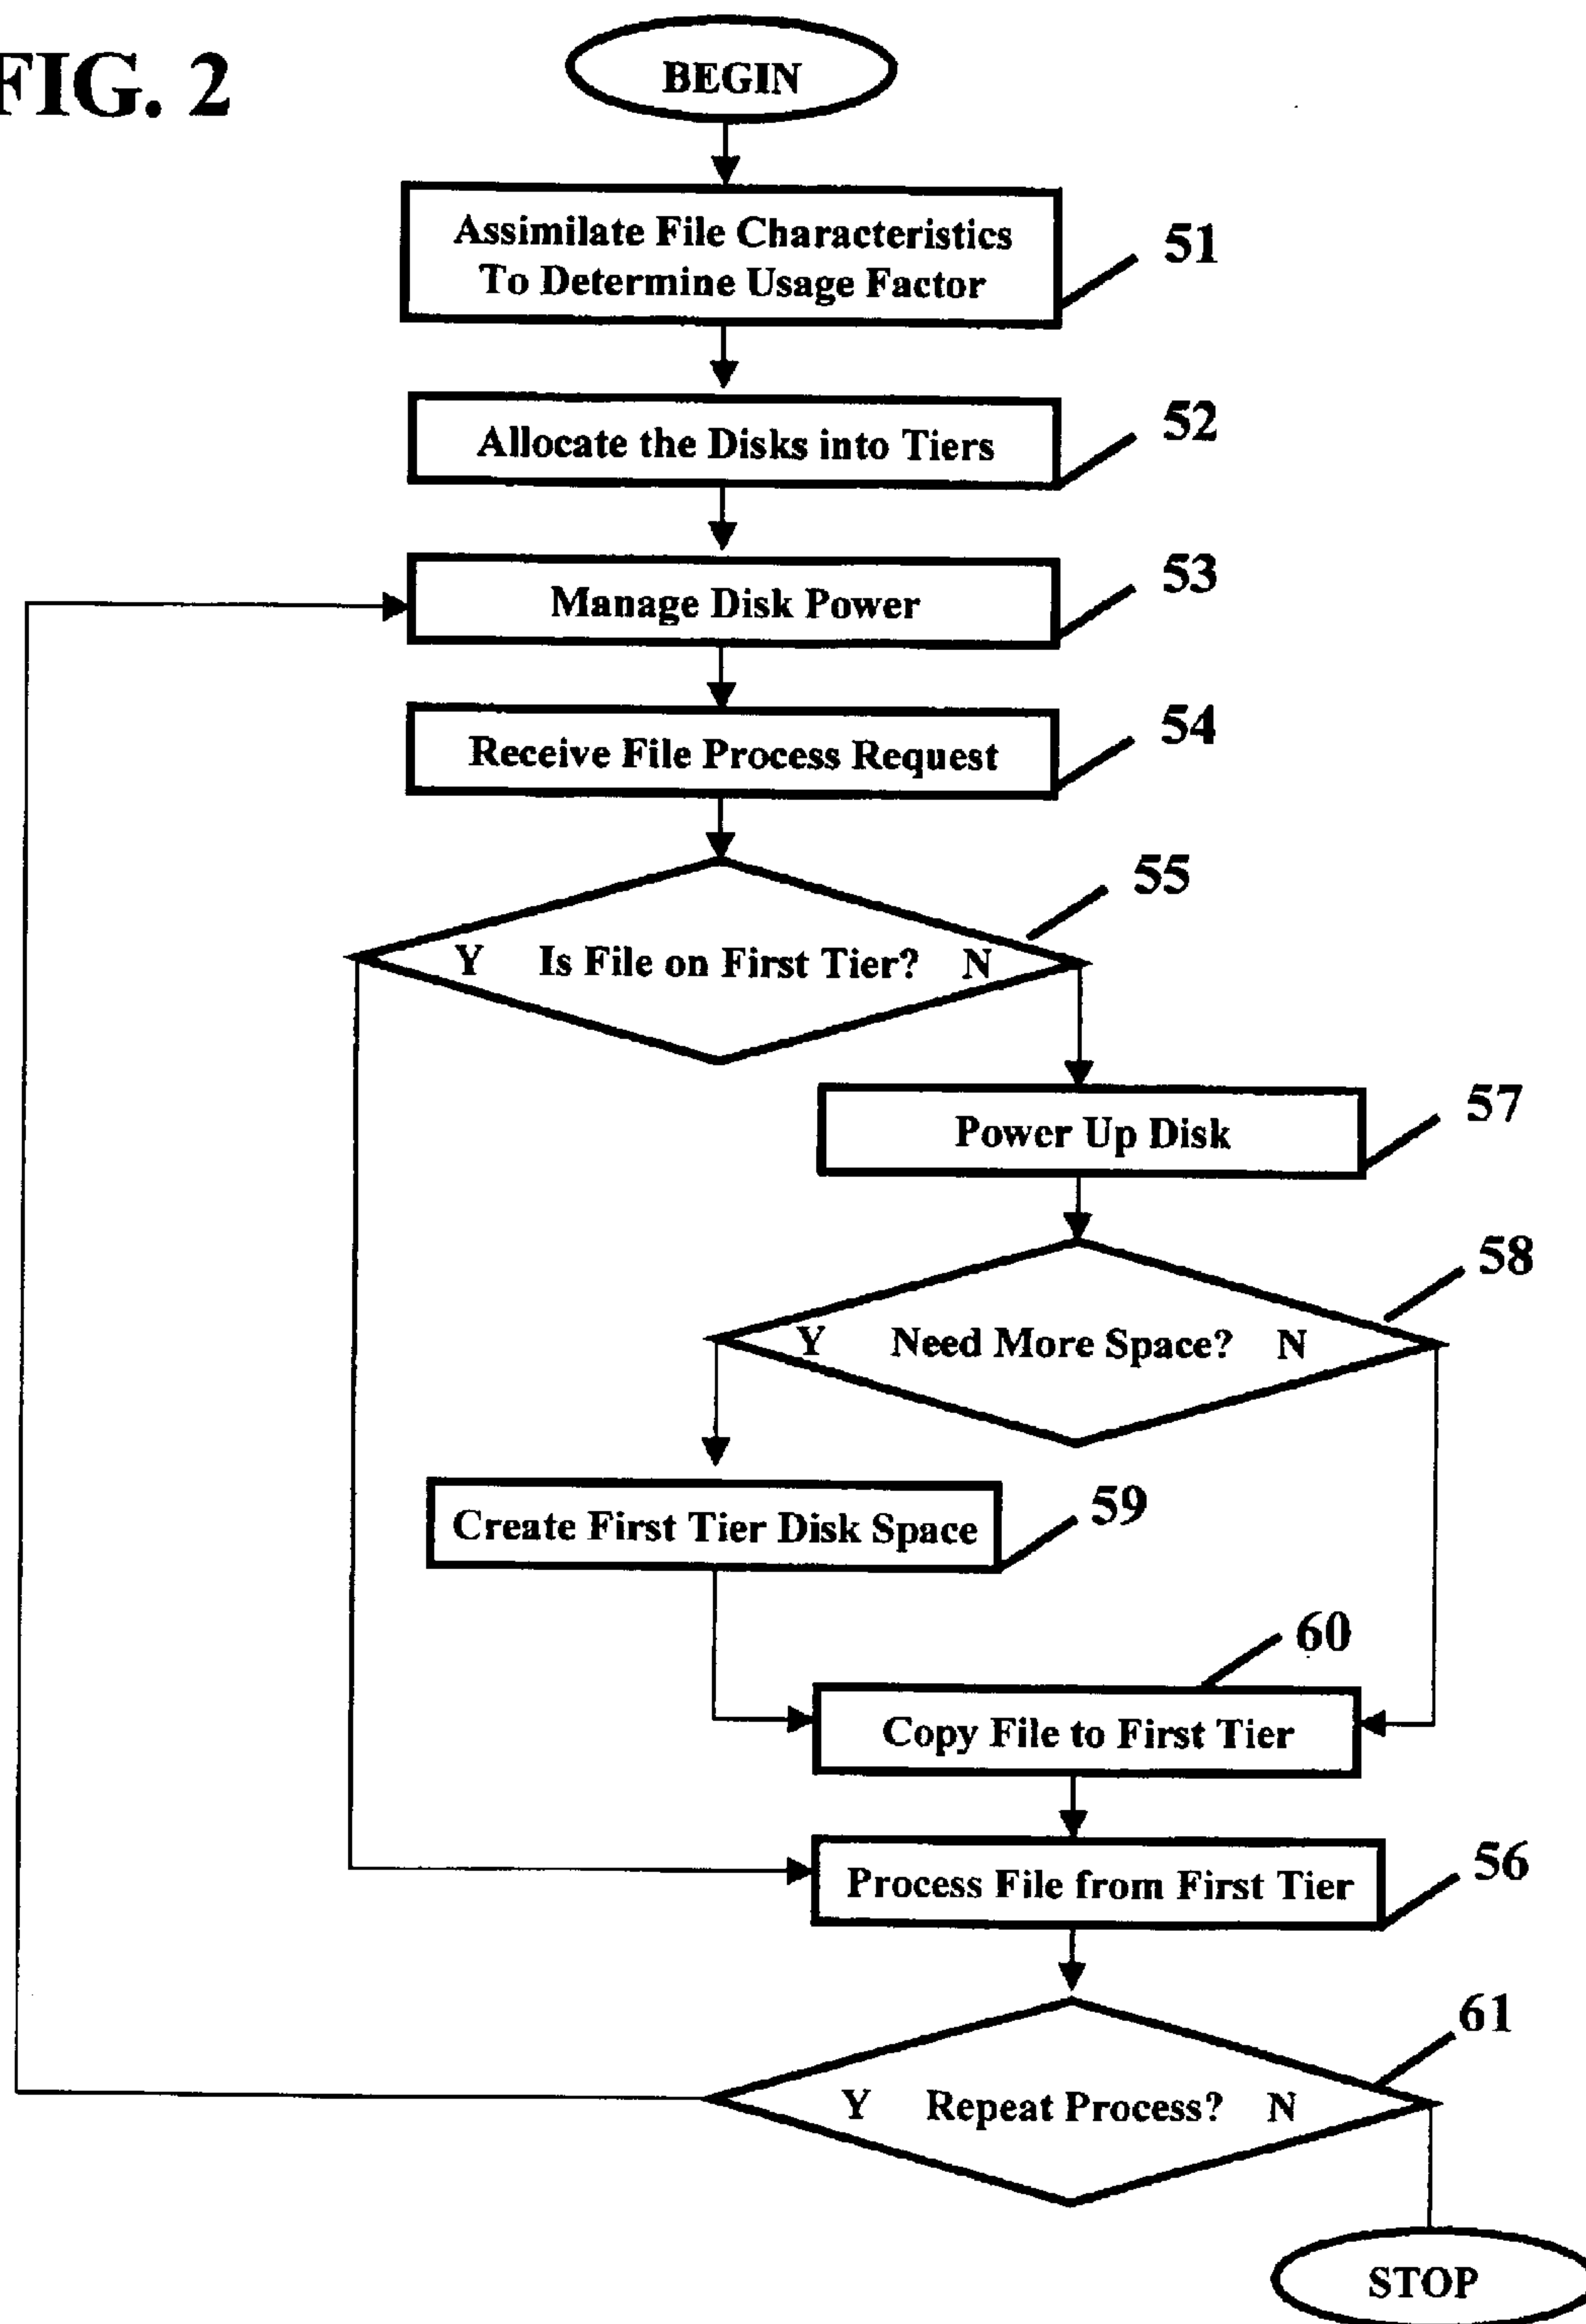 FIG. 2
BEGIN
Assimilate File Characteristics
To Determine Usage Factor
51
Allocate the Disks into Tiers
52
Manage Disk Power
53
Receive File Process Request
54
55
Y Is File on First Tier? N
Power Up Disk
57
58
Y Need More Space? N
Create First Tier Disk Space
59
60
Copy File to First Tier
Process File from First Tier
56
61
Y Repeat Process? N
STOP